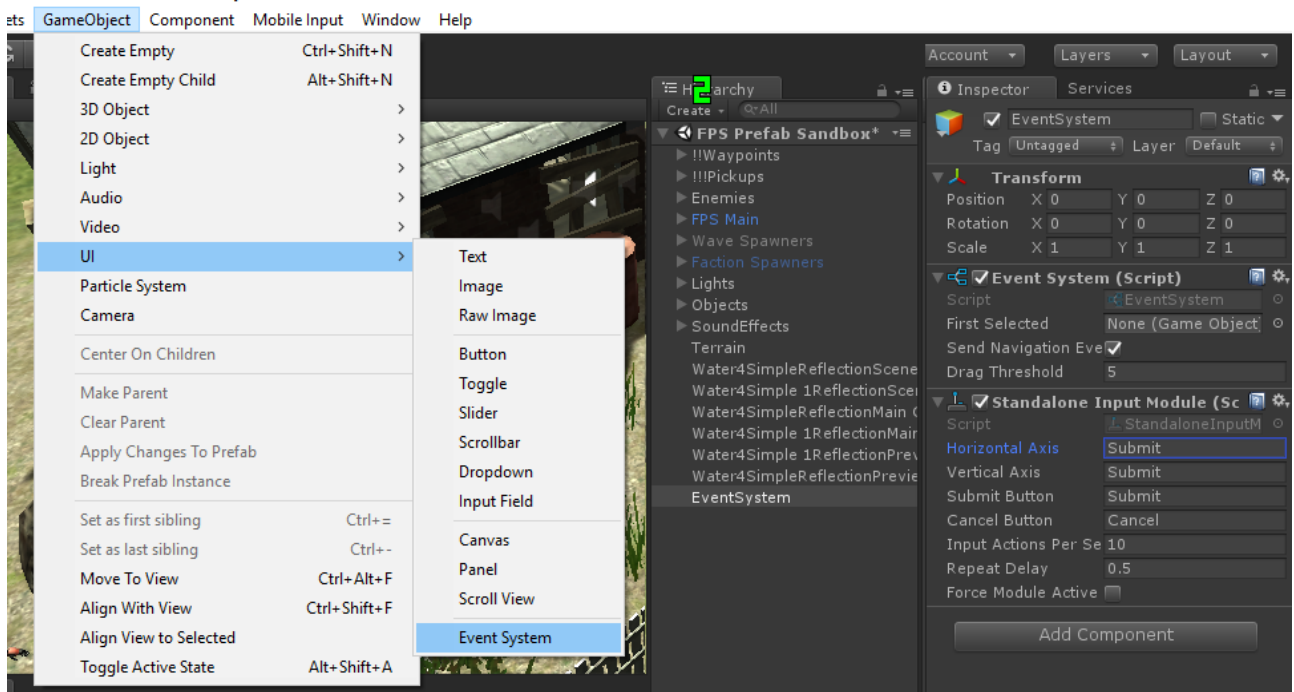 ets GameObject Component Mobile Input Window Help
Create Empty Ctrl+Shift+N
Create Empty Child Alt+Shift+N
3D Object
2D Object
Light
Audio
Video
UI
Particle System
Camera
Center On Children
Make Parent
Clear Parent
Apply Changes To Prefab
Break Prefab Instance
Set as first sibling Ctrl+=
Set as last sibling Ctrl+-
Move To View Ctrl+Alt+F
Align With View Ctrl+Shift+F
Align View to Selected
Toggle Active State Alt+Shift+A
Text
Image
Raw Image
Button
Toggle
Slider
Scrollbar
Dropdown
Input Field
Canvas
Panel
Scroll View
Event System
2
Hierarchy
Create All
FPS Prefab Sandbox*
!!Waypoints
!!!Pickups
Enemies
FPS Main
Wave Spawners
Faction Spawners
Lights
Objects
SoundEffects
Terrain
Water4SimpleReflectionScene
Water4Simple 1ReflectionScen
Water4SimpleReflectionMain C
Water4Simple 1ReflectionMain
Water4Simple 1ReflectionPrev
Water4SimpleReflectionPrevie
EventSystem
Account Layers Layout
Inspector Services
EventSystem Static
Tag Untagged Layer Default
Transform
Position X 0 Y 0 Z 0
Rotation X 0 Y 0 Z 0
Scale X 1 Y 1 Z 1
Event System (Script)
Script EventSystem
First Selected None (Game Object)
Send Navigation Eve
Drag Threshold 5
Standalone Input Module (Sc
Script StandaloneInputM
Horizontal Axis Submit
Vertical Axis Submit
Submit Button Submit
Cancel Button Cancel
Input Actions Per Se 10
Repeat Delay 0.5
Force Module Active
Add Component